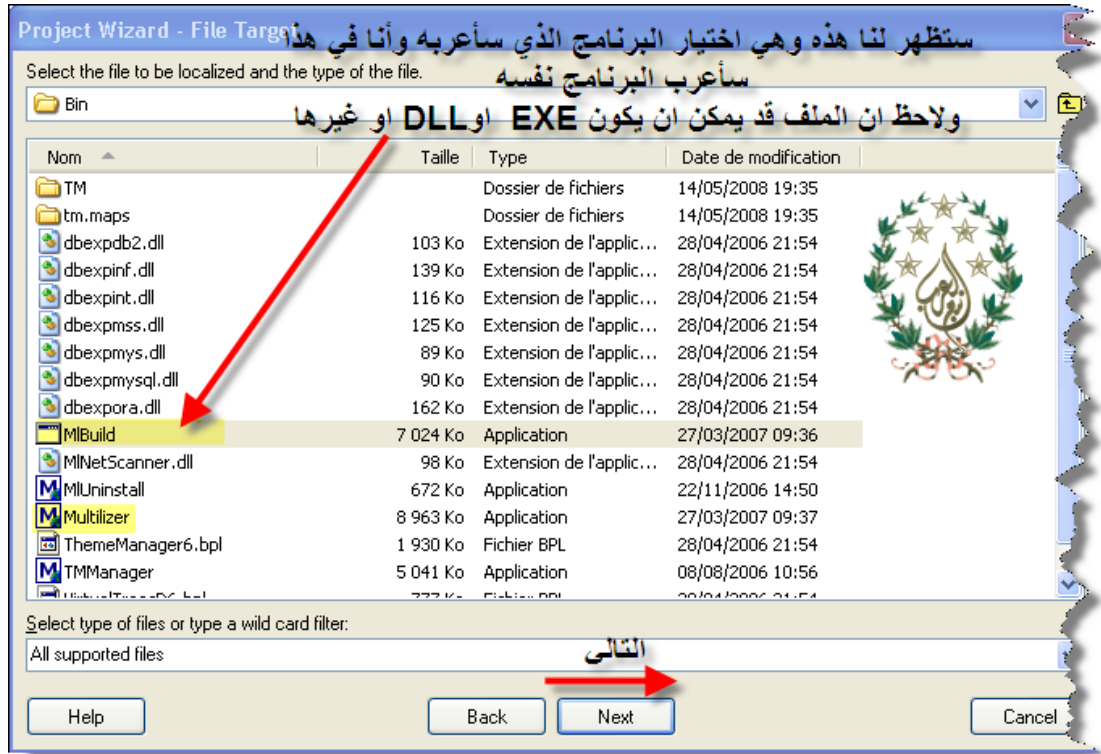 Project Wizard - File Target
ستظهر لنا هذه وهي اختيار البرنامج الذي سأعربه وأنا في هذا
Select the file to be localized and the type of the file.
سأعرب البرنامج نفسه
Bin
ولاحظ ان الملف قد يمكن ان يكون EXE اوDLL او غيرها
Nom Taille Type Date de modification
TM Dossier de fichiers 14/05/2008 19:35
tm.maps Dossier de fichiers 14/05/2008 19:35
dbexpdb2.dll 103 Ko Extension de l'applic... 28/04/2006 21:54
dbexpinf.dll 139 Ko Extension de l'applic... 28/04/2006 21:54
dbexpint.dll 116 Ko Extension de l'applic... 28/04/2006 21:54
dbexpmss.dll 125 Ko Extension de l'applic... 28/04/2006 21:54
dbexpmys.dll 89 Ko Extension de l'applic... 28/04/2006 21:54
dbexpmysql.dll 90 Ko Extension de l'applic... 28/04/2006 21:54
dbexpora.dll 162 Ko Extension de l'applic... 28/04/2006 21:54
MlBuild 7 024 Ko Application 27/03/2007 09:36
MlNetScanner.dll 98 Ko Extension de l'applic... 28/04/2006 21:54
MlUninstall 672 Ko Application 22/11/2006 14:50
Multilizer 8 963 Ko Application 27/03/2007 09:37
ThemeManager6.bpl 1 930 Ko Fichier BPL 28/04/2006 21:54
TMManager 5 041 Ko Application 08/08/2006 10:56
Select type of files or type a wild card filter:
All supported files
التالى
Help Back Next Cancel